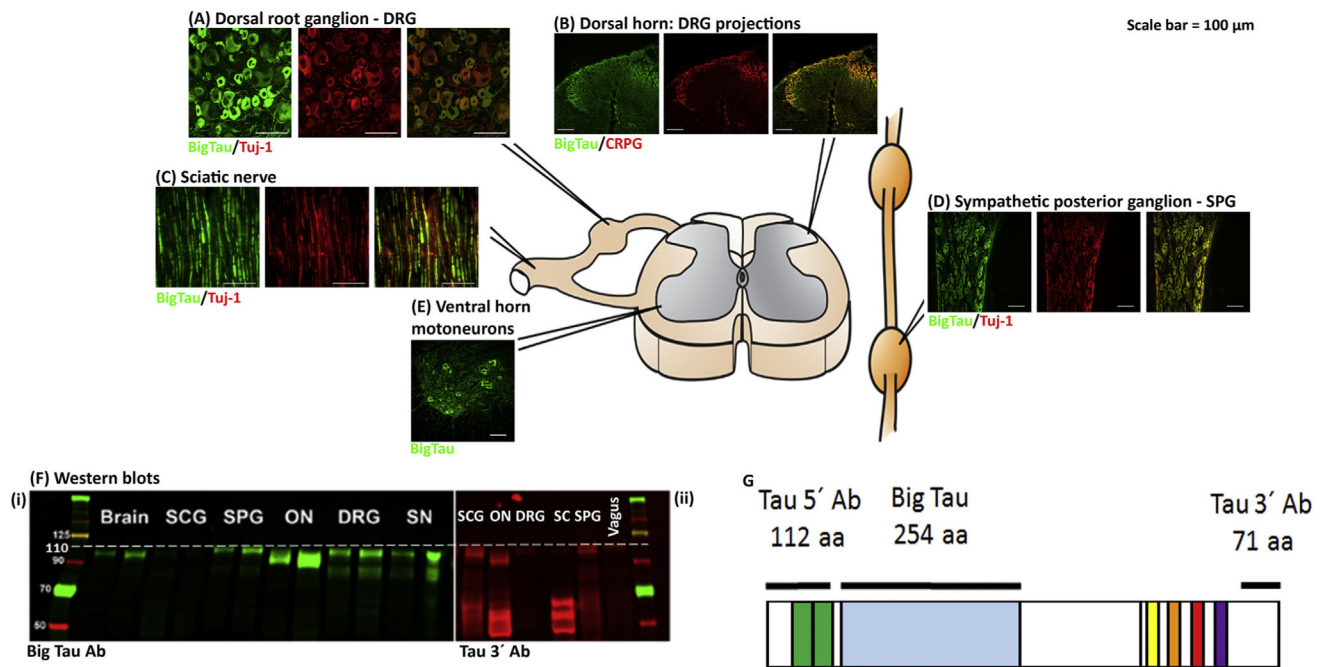 (A) Dorsal root ganglion - DRG
BigTau/Tuj-1
(B) Dorsal horn: DRG projections
BigTau/CRPG
Scale bar = 100 µm
(C) Sciatic nerve
BigTau/Tuj-1
(D) Sympathetic posterior ganglion - SPG
BigTau/Tuj-1
(E) Ventral horn
motoneurons
BigTau
(F) Western blots
(i)
Brain SCG SPG ON DRG SN
125
110
90
70
50
Big Tau Ab
(ii)
SCG ON DRG SC SPG Vagus
Tau 3´ Ab
G
Tau 5´ Ab
112 aa
Big Tau
254 aa
Tau 3´ Ab
71 aa